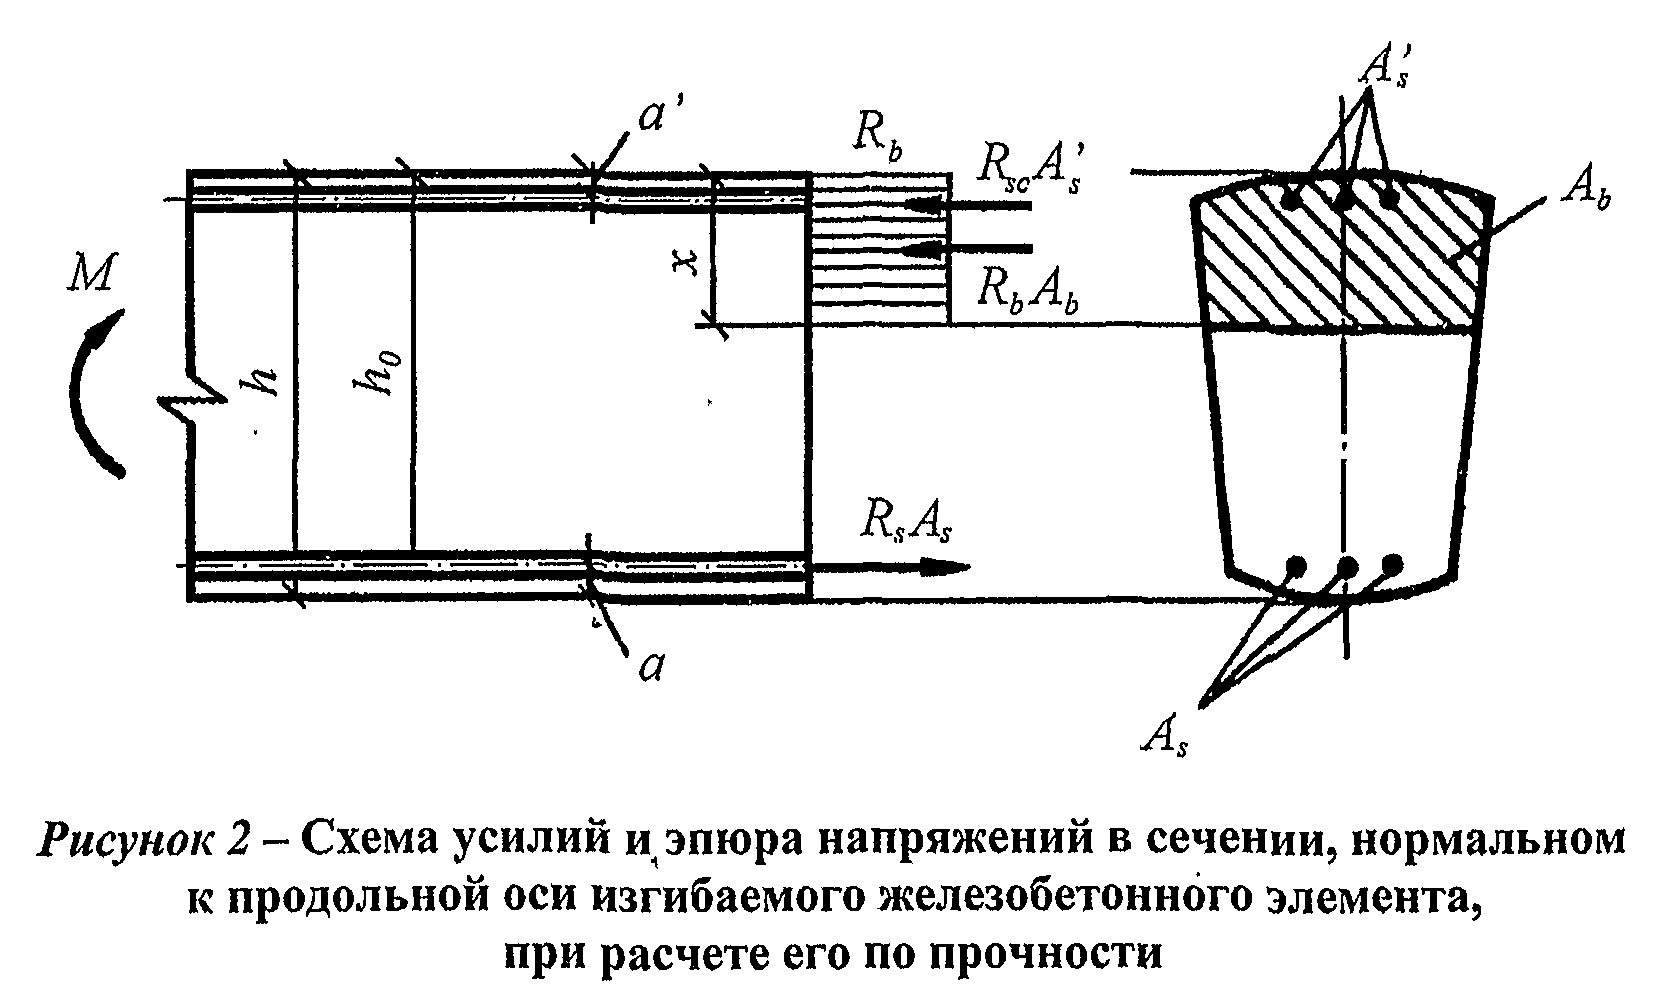 A's
a'
Rb
RscA's
Ab
M
x
RbAb
h
h0
RsAs
a
As
Рисунок 2 – Схема усилий и эпюра напряжений в сечении, нормальном
к продольной оси изгибаемого железобетонного элемента,
при расчете его по прочности